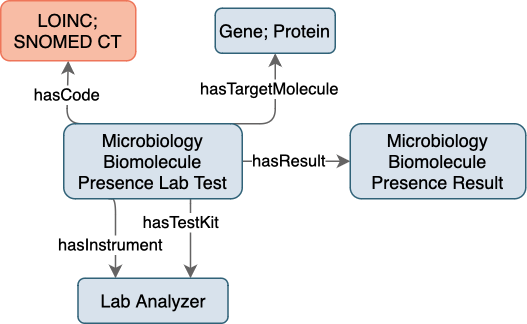 LOINC;
SNOMED CT
Gene; Protein
hasCode
hasTargetMolecule
Microbiology
Biomolecule
Presence Lab Test
hasResult
Microbiology
Biomolecule
Presence Result
hasTestKit
hasInstrument
Lab Analyzer